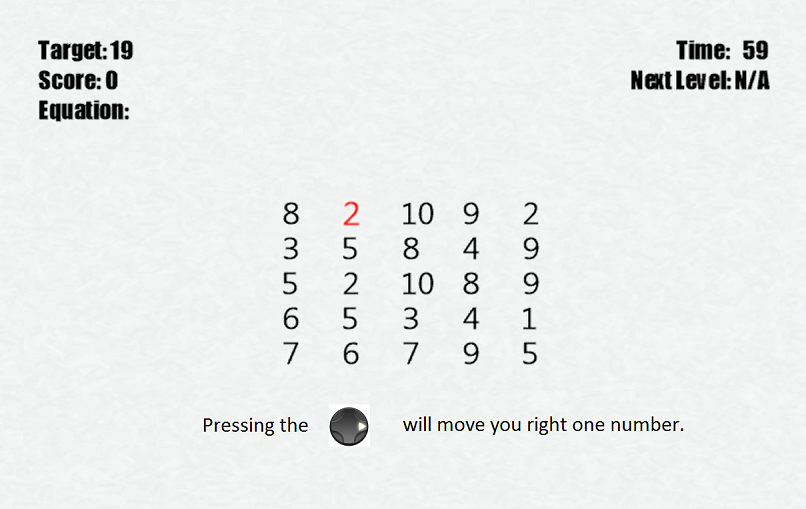 Target: 19
Time: 59
Score: 0
Next Level: N/A
Equation:
8 2 10 9 2
3 5 8 4 9
5 2 10 8 9
6 5 3 4 1
7 6 7 9 5
Pressing the will move you right one number.